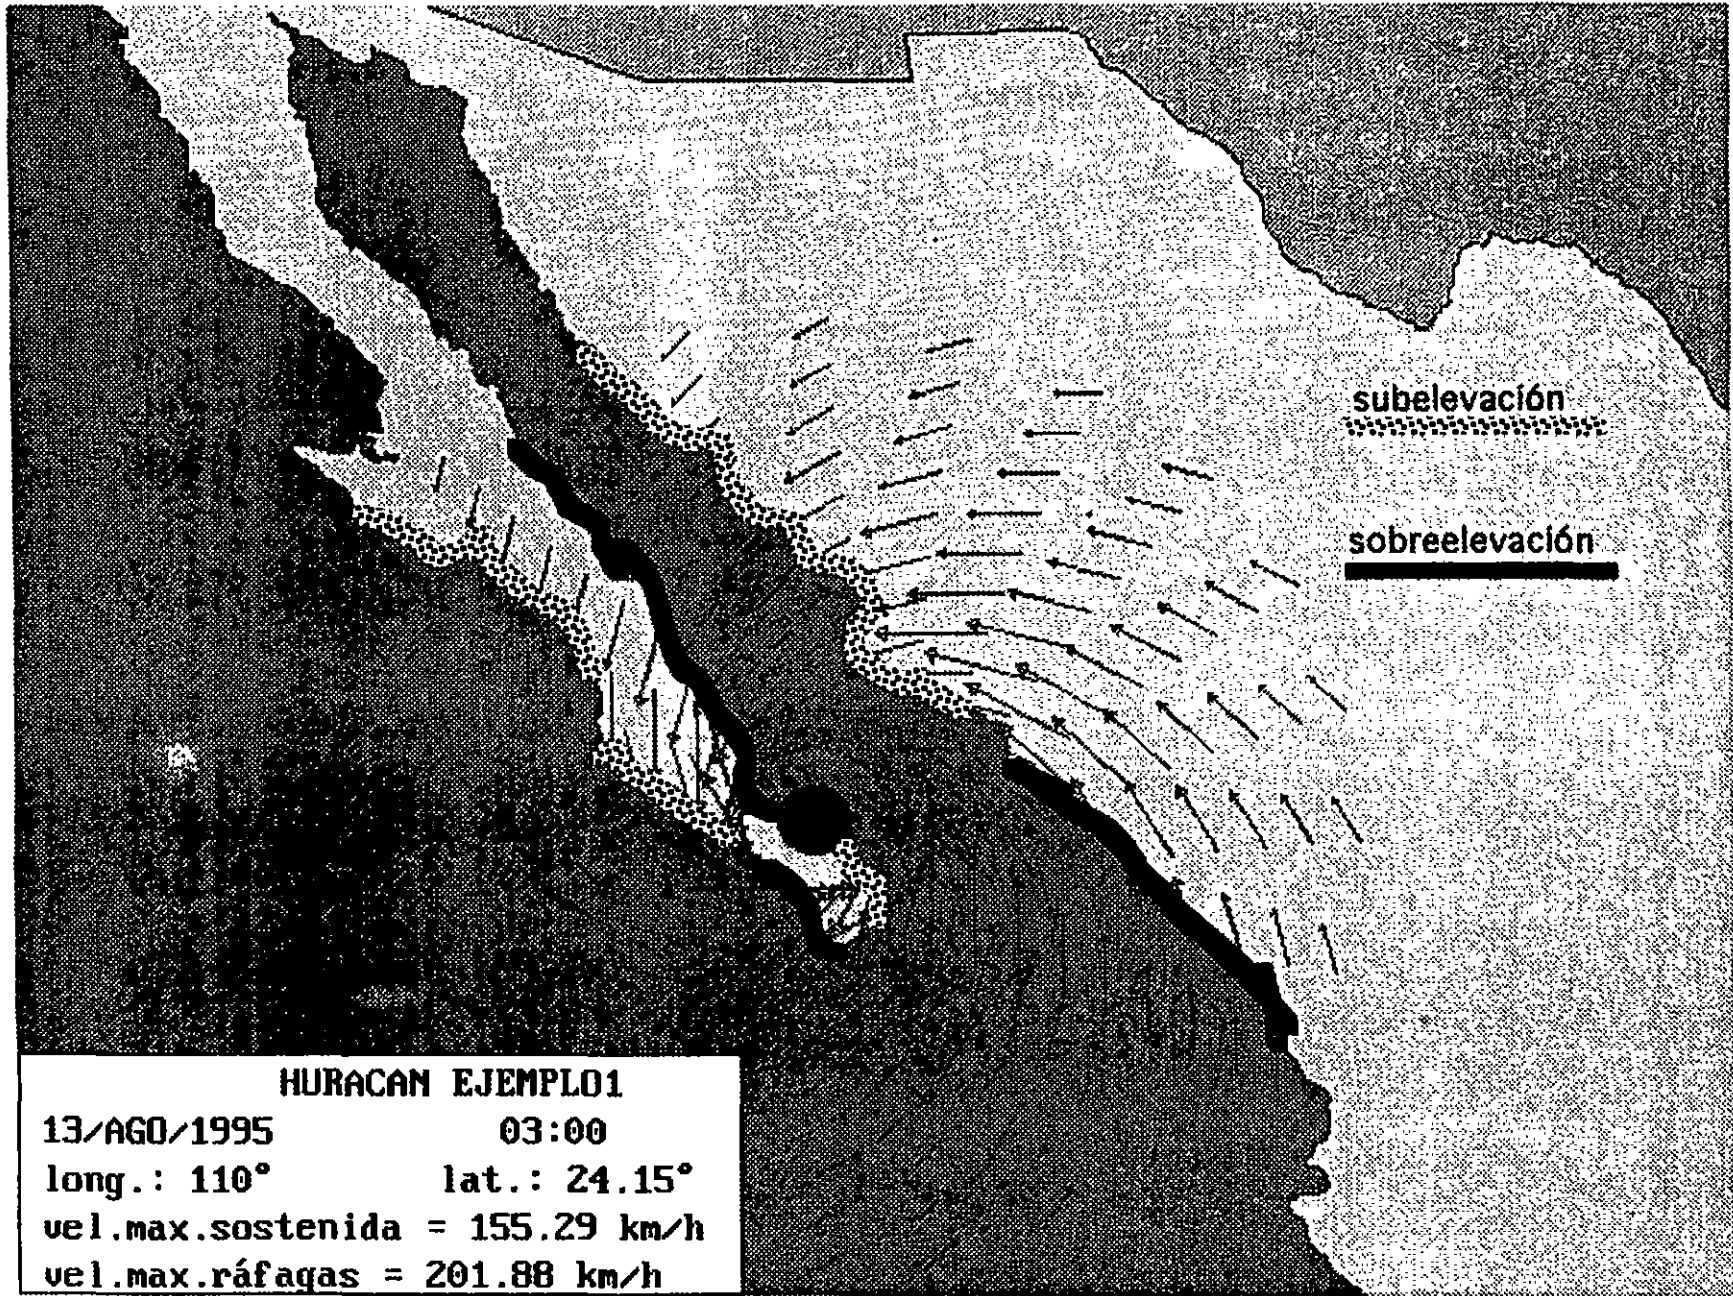 subelevación
sobreelevación
HURACAN EJEMPLO1
13/AGO/1995 03:00
long.: 110° lat.: 24.15°
vel.max.sostenida = 155.29 km/h
vel.max.ráfagas = 201.88 km/h